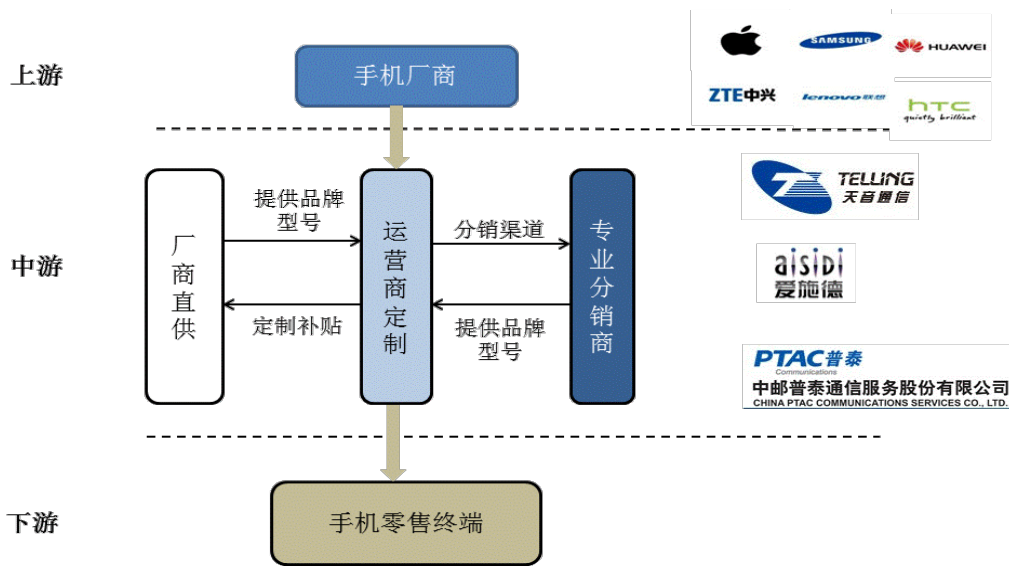 上游
手机厂商
SAMSUNG
HUAWEI
ZTE中兴
lenovo联想
hTC
quietly brilliant
中游
厂商直供
提供品牌
型号
定制补贴
运营商定制
分销渠道
提供品牌
型号
专业分销商
TELLING
天音通信
aisiDi
爱施德
PTAC普泰
Communications
中邮普泰通信服务股份有限公司
CHINA PTAC COMMUNICATIONS SERVICES CO., LTD.
下游
手机零售终端